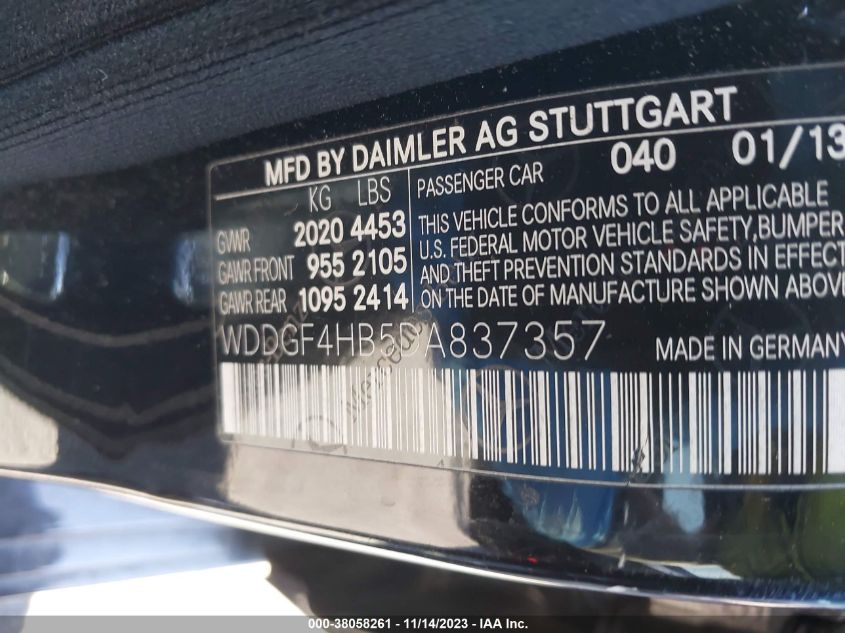 MFD BY DAIMLER AG STUTTGART
KG LBS PASSENGER CAR 040 01/13
GVWR 2020 4453
GAWR FRONT 955 2105
GAWR REAR 1095 2414
THIS VEHICLE CONFORMS TO ALL APPLICABLE
U.S. FEDERAL MOTOR VEHICLE SAFETY, BUMPER
AND THEFT PREVENTION STANDARDS IN EFFECT
ON THE DATE OF MANUFACTURE SHOWN ABOVE
WDDGF4HB5DA837357 MADE IN GERMANY
000-38058261 - 11/14/2023 - IAA Inc.